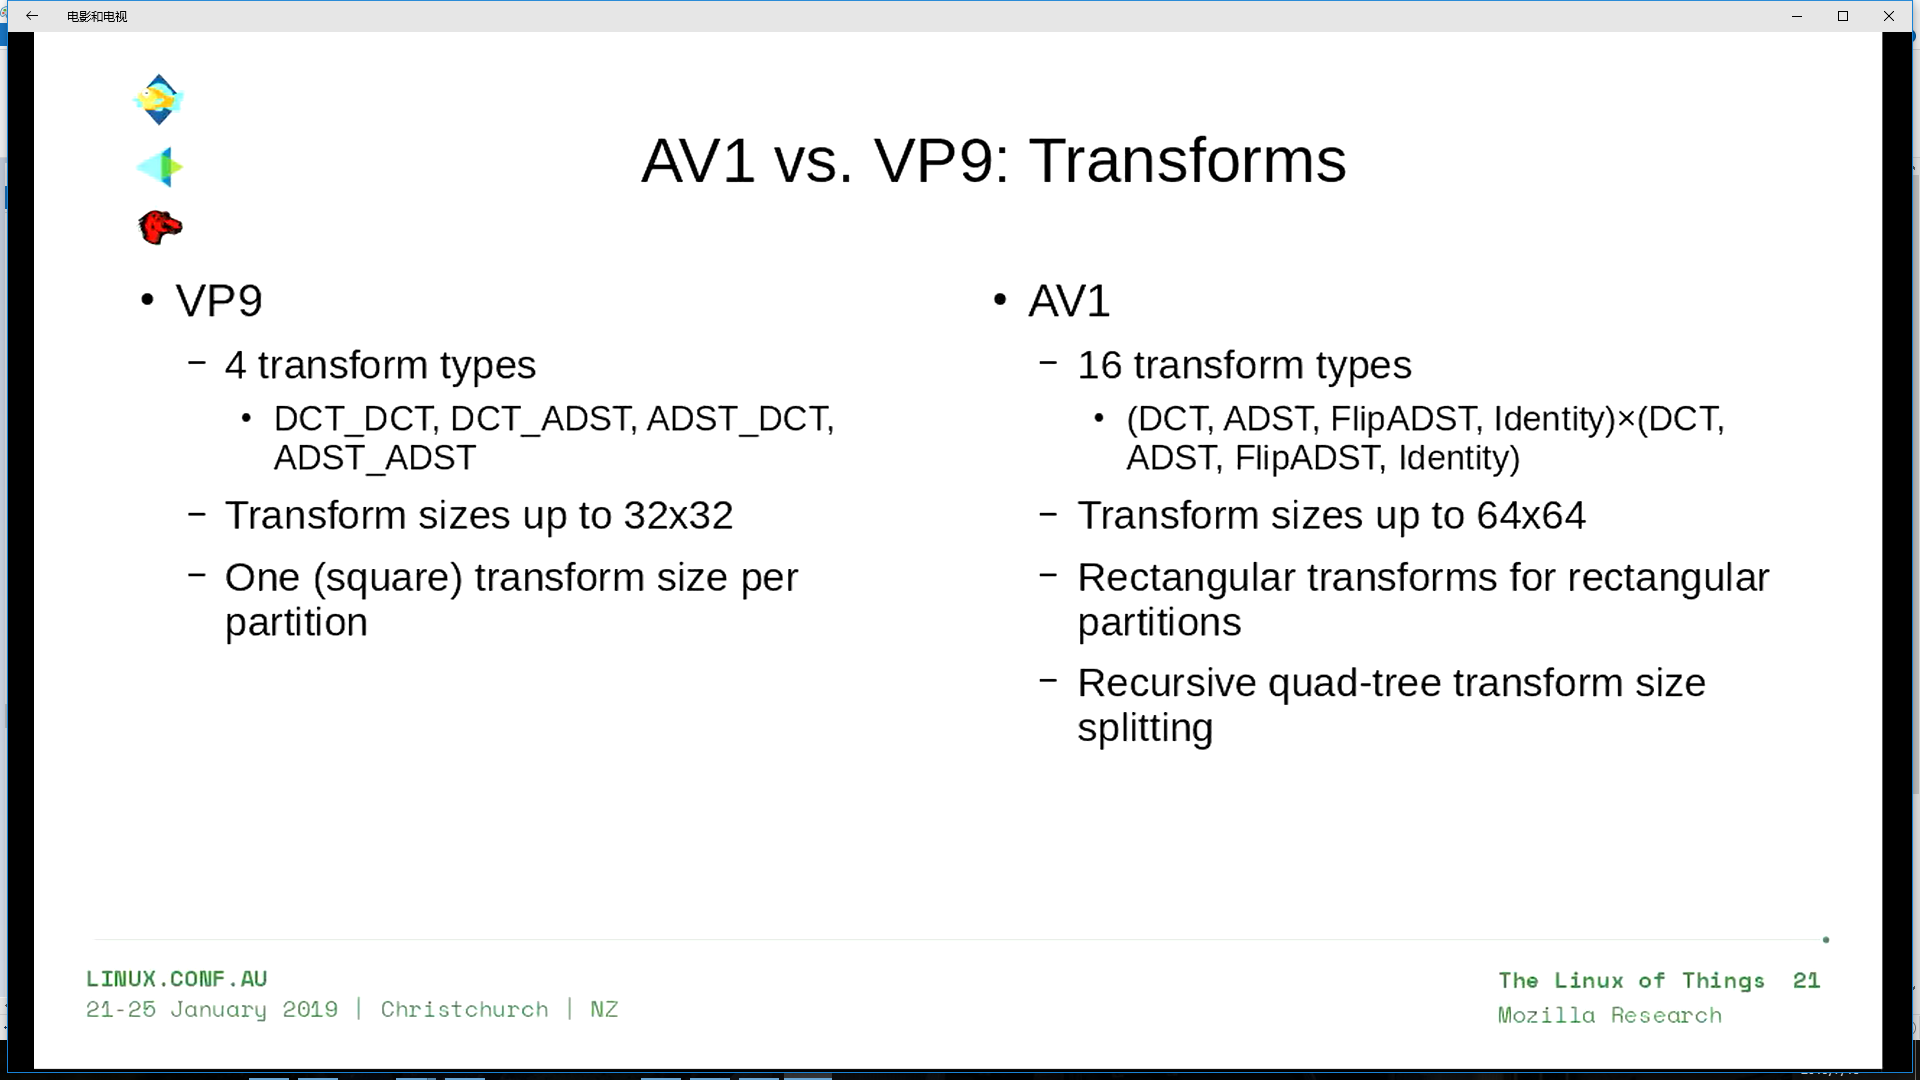 电影和电视
AV1 vs. VP9: Transforms
• VP9
– 4 transform types
• DCT_DCT, DCT_ADST, ADST_DCT,
ADST_ADST
– Transform sizes up to 32x32
– One (square) transform size per
partition
• AV1
– 16 transform types
• (DCT, ADST, FlipADST, Identity)×(DCT,
ADST, FlipADST, Identity)
– Transform sizes up to 64x64
– Rectangular transforms for rectangular
partitions
– Recursive quad-tree transform size
splitting
LINUX.CONF.AU
21-25 January 2019 | Christchurch | NZ
The Linux of Things 21
Mozilla Research